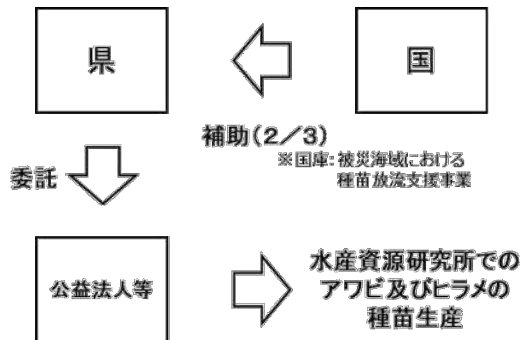 県
国
補助(2/3)
※国庫:被災海域における
種苗放流支援事業
委託
公益法人等
水産資源研究所での
アワビ及びヒラメの
種苗生産